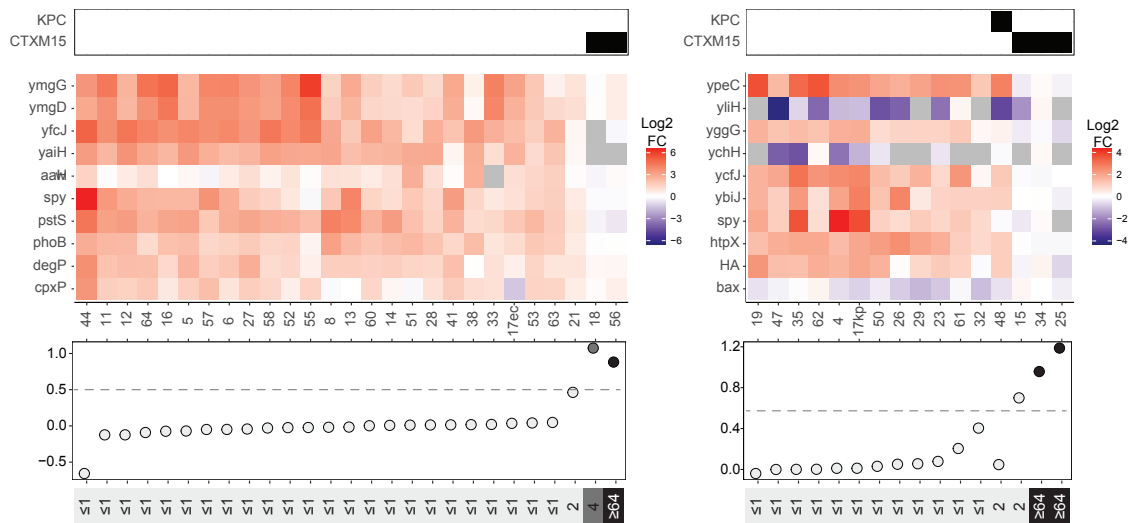 KPC
CTXM15
ymgG
ymgD
yfcJ
yaiH
spy
pstS
phoB
degP
cpxP
Log2
FC
6
3
0
−3
−6
44 11 12 64 16 5 57 6 27 58 52 55 8 13 60 14 51 28 41 38 33 17ec 53 63 21 18 56
1.0
0.5
0.0
−0.5
≤1 ≤1 ≤1 ≤1 ≤1 ≤1 ≤1 ≤1 ≤1 ≤1 ≤1 ≤1 ≤1 ≤1 ≤1 ≤1 ≤1 ≤1 ≤1 ≤1 ≤1 ≤1 ≤1 ≤1 2 4 ≥64
KPC
CTXM15
ypeC
yliH
yggG
ychH
ycfJ
ybiJ
spy
htpX
HA
bax
Log2
FC
4
2
0
−2
−4
19 47 35 62 4 17kp 50 26 29 23 61 32 48 15 34 25
1.2
0.8
0.4
0.0
≤1 ≤1 ≤1 ≤1 ≤1 ≤1 ≤1 ≤1 ≤1 ≤1 ≤1 ≤1 2 2 ≥64 ≥64